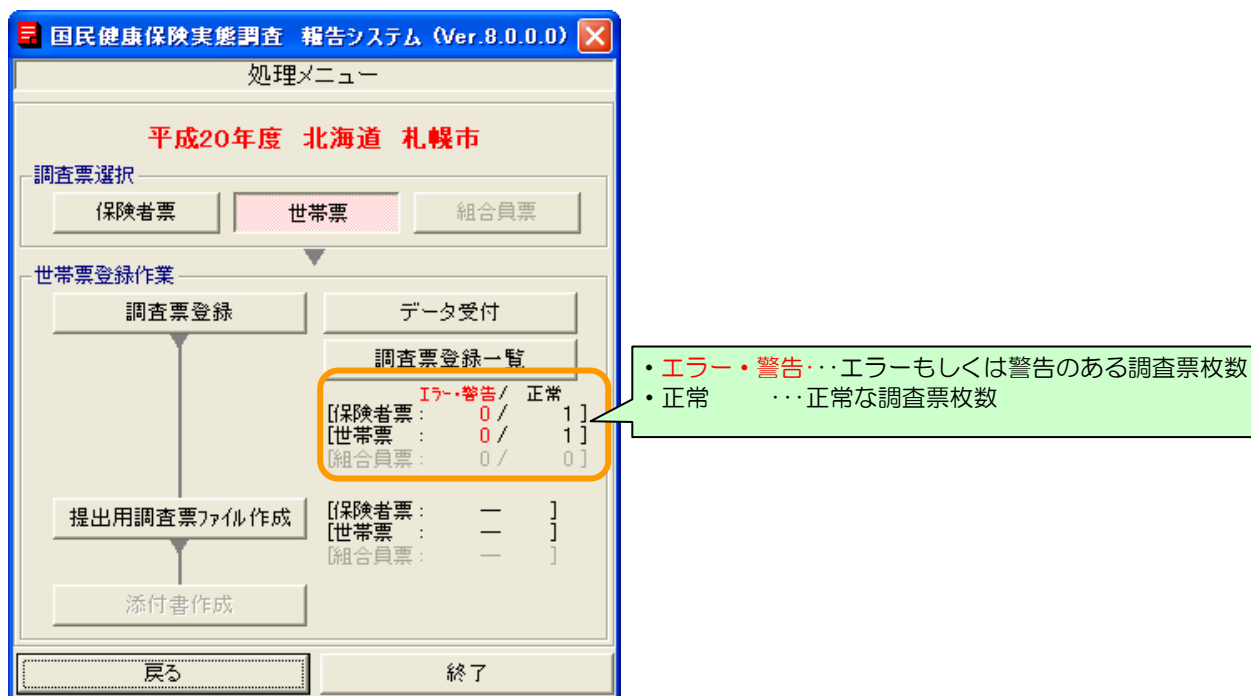 国民健康保険実態調査 報告システム (Ver.8.0.0.0)
処理メニュー
平成20年度 北海道 札幌市
調査票選択
保険者票 世帯票 組合員票
世帯票登録作業
調査票登録 データ受付
調査票登録一覧
エラー・警告/ 正常
[保険者票: 0/ 1]
[世帯票 : 0/ 1]
[組合員票: 0/ 0]
・エラー・警告･･･エラーもしくは警告のある調査票枚数
・正常 ･･･正常な調査票枚数
提出用調査票ファイル作成
[保険者票: ― ]
[世帯票 : ― ]
[組合員票: ― ]
添付書作成
戻る 終了